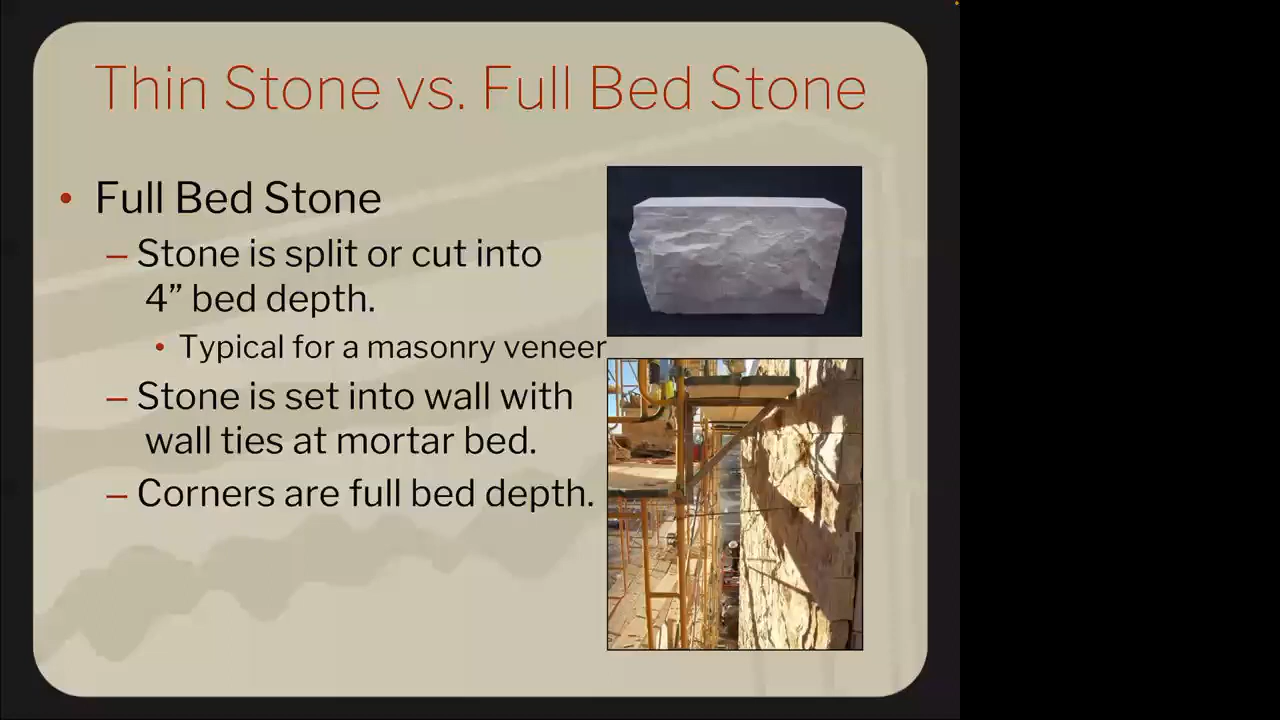 Thin Stone vs. Full Bed Stone
• Full Bed Stone
– Stone is split or cut into
4” bed depth.
• Typical for a masonry veneer
– Stone is set into wall with
wall ties at mortar bed.
– Corners are full bed depth.